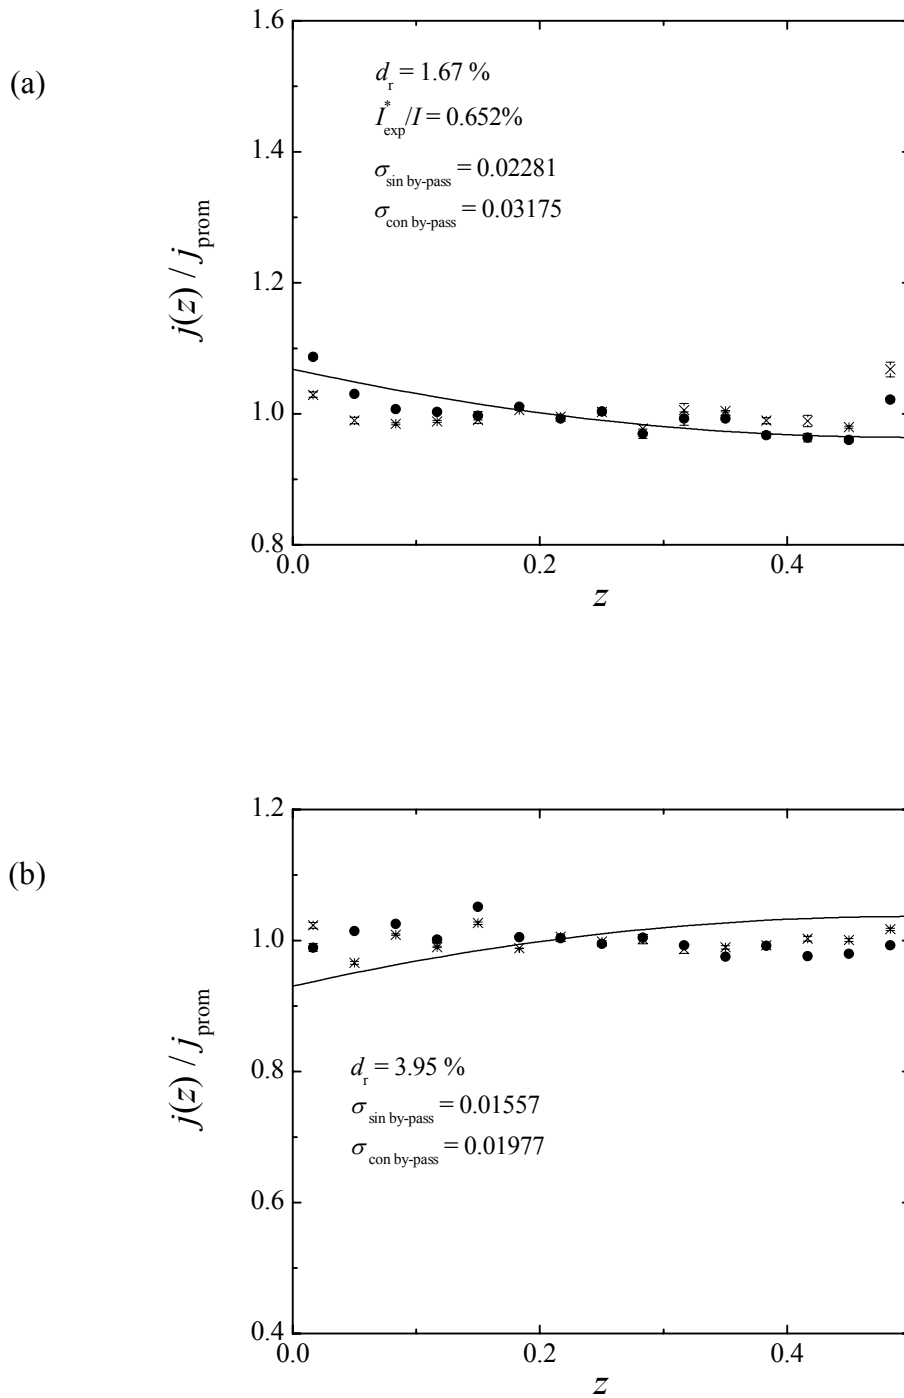 (a)
1.6
1.4
1.2
1.0
0.8
0.0
0.2
0.4
j(z) / j_prom
z
d_r = 1.67 %
I*_exp/I = 0.652%
σ_sin by-pass = 0.02281
σ_con by-pass = 0.03175
(b)
1.2
1.0
0.8
0.6
0.4
0.0
0.2
0.4
j(z) / j_prom
z
d_r = 3.95 %
σ_sin by-pass = 0.01557
σ_con by-pass = 0.01977